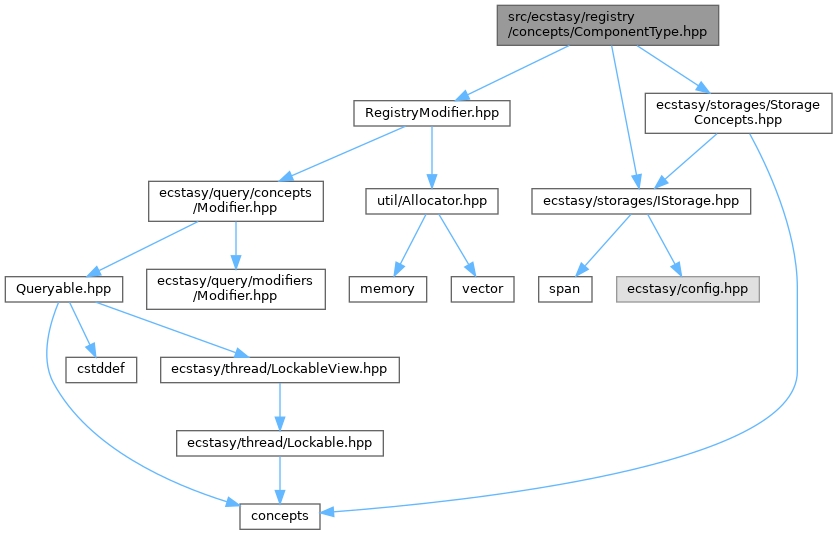 src/ecstasy/registry
/concepts/ComponentType.hpp
RegistryModifier.hpp
ecstasy/storages/Storage
Concepts.hpp
ecstasy/query/concepts
/Modifier.hpp
util/Allocator.hpp
ecstasy/storages/IStorage.hpp
Queryable.hpp
ecstasy/query/modifiers
/Modifier.hpp
memory
vector
span
ecstasy/config.hpp
cstddef
ecstasy/thread/LockableView.hpp
ecstasy/thread/Lockable.hpp
concepts